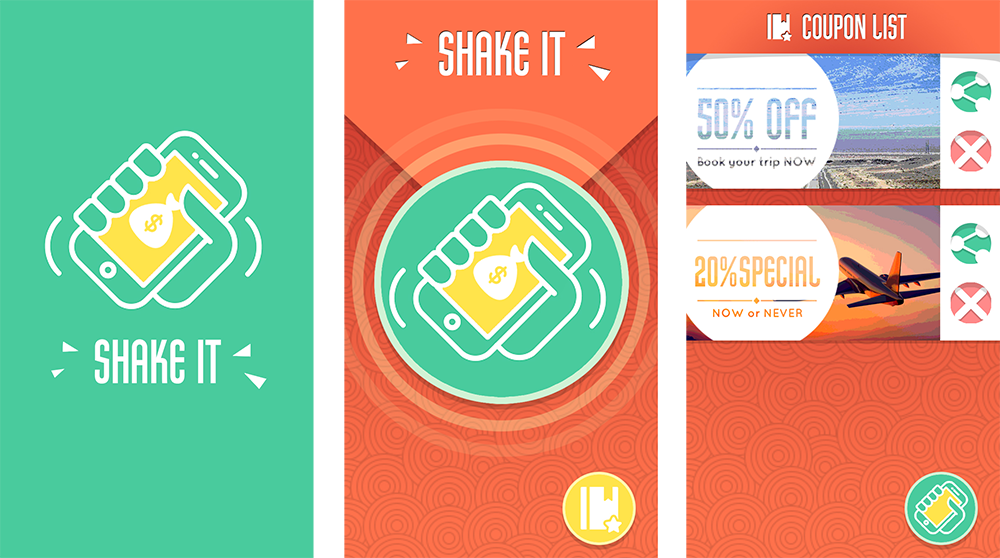 SHAKE IT
SHAKE IT
COUPON LIST
50% OFF
Book your trip NOW
20% SPECIAL
NOW or NEVER
$
$